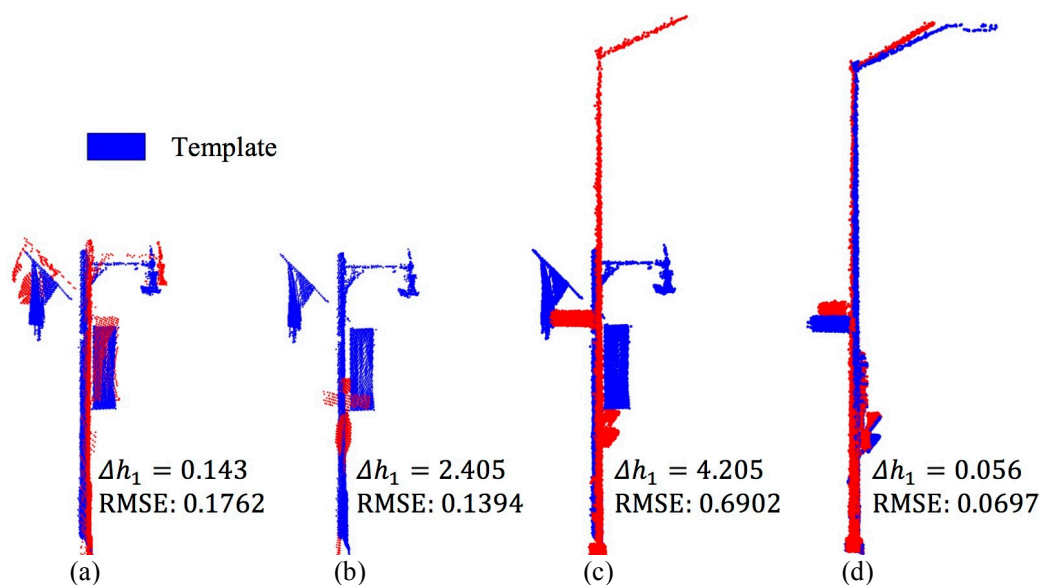 Template
𝛥ℎ₁ = 0.143
RMSE: 0.1762
𝛥ℎ₁ = 2.405
RMSE: 0.1394
𝛥ℎ₁ = 4.205
RMSE: 0.6902
𝛥ℎ₁ = 0.056
RMSE: 0.0697
(a)
(b)
(c)
(d)